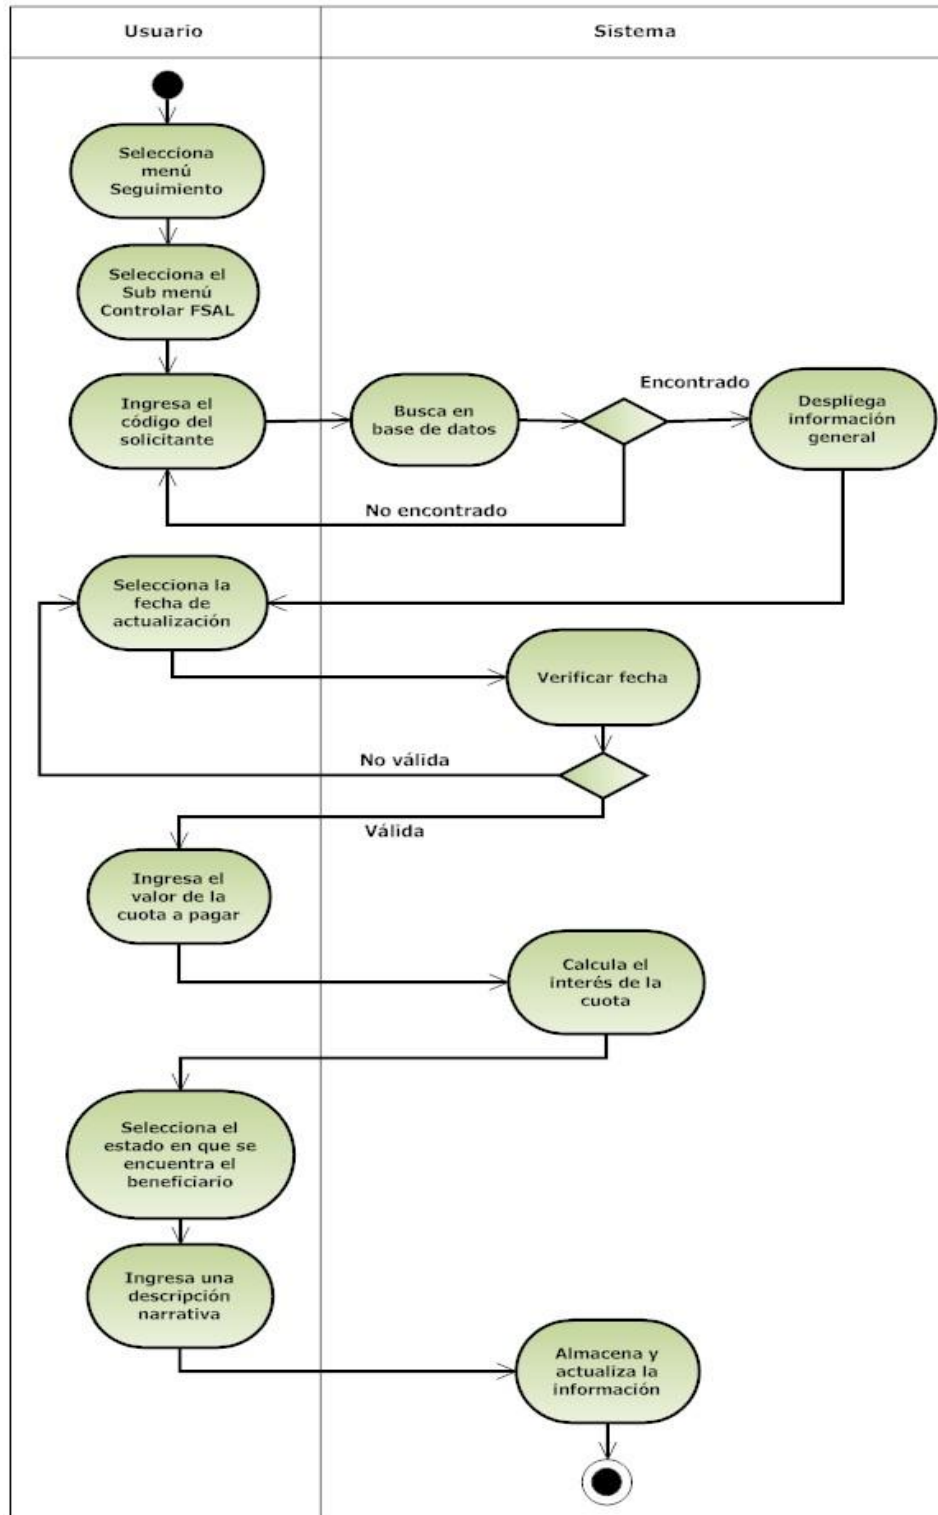 Usuario
Sistema
Selecciona
menú
Seguimiento
Selecciona el
Sub menú
Controlar FSAL
Ingresa el
código del
solicitante
Busca en
base de datos
Encontrado
Despliega
información
general
No encontrado
Selecciona la
fecha de
actualización
Verificar fecha
No válida
Válida
Ingresa el
valor de la
cuota a pagar
Calcula el
interés de la
cuota
Selecciona el
estado en que se
encuentra el
beneficiario
Ingresa una
descripción
narrativa
Almacena y
actualiza la
información